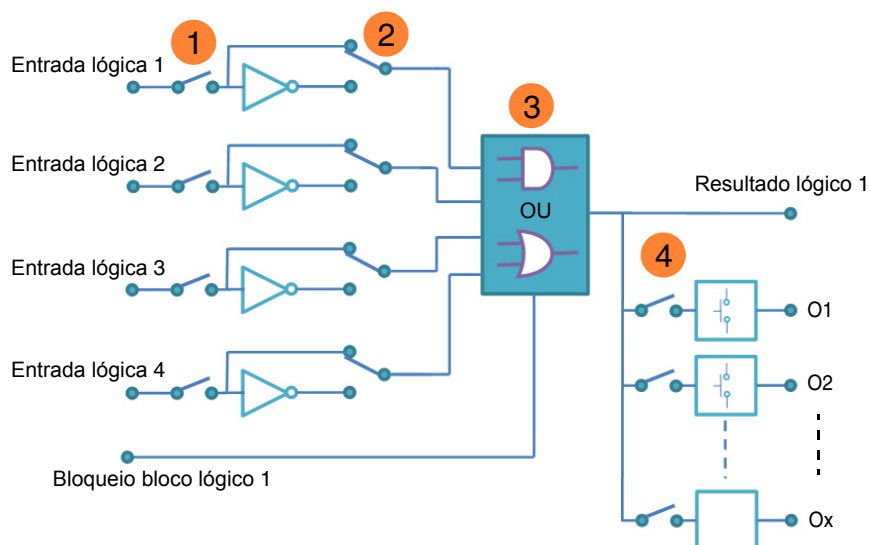 1
2
Entrada lógica 1
3
Entrada lógica 2
Resultado lógico 1
OU
4
Entrada lógica 3
O1
Entrada lógica 4
O2
Bloqueio bloco lógico 1
Ox